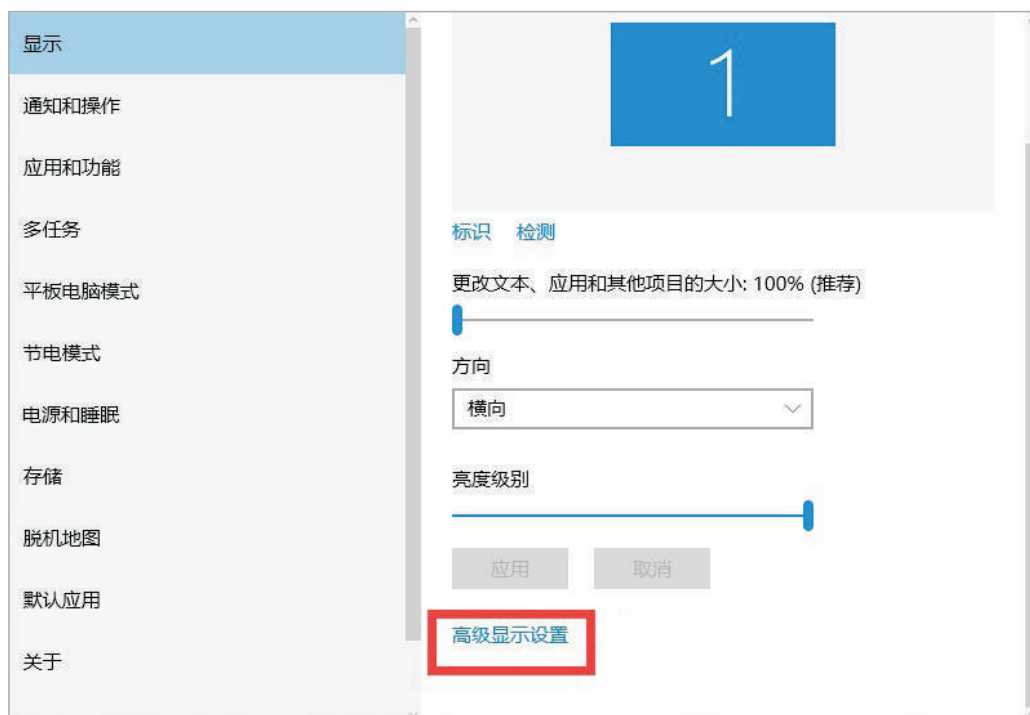 显示
通知和操作
应用和功能
多任务
平板电脑模式
节电模式
电源和睡眠
存储
脱机地图
默认应用
关于
1
标识 检测
更改文本、应用和其他项目的大小: 100% (推荐)
方向
横向
亮度级别
应用 取消
高级显示设置